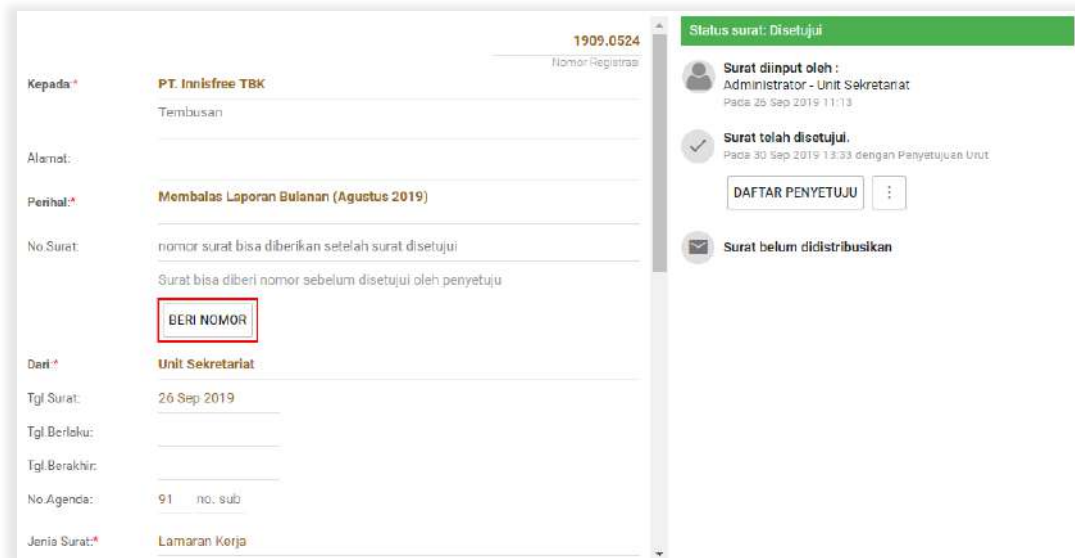 1909.0524
Nomor Registrasi
Kepada:*
PT. Innisfree TBK
Tembusan
Alamat:
Perihal:*
Membalas Laporan Bulanan (Agustus 2019)
No.Surat:
nomor surat bisa diberikan setelah surat disetujui
Surat bisa diberi nomor sebelum disetujui oleh penyetuju
BERI NOMOR
Dari:*
Unit Sekretariat
Tgl Surat:
26 Sep 2019
Tgl.Berlaku:
Tgl.Berakhir:
No.Agenda:
91 no. sub
Jenis Surat:*
Lamaran Kerja
Status surat: Disetujui
Surat diinput oleh :
Administrator - Unit Sekretariat
Pada 26 Sep 2019 11:13
Surat telah disetujui.
Pada 30 Sep 2019 13:33 dengan Penyetujuan Urut
DAFTAR PENYETUJU
Surat belum didistribusikan